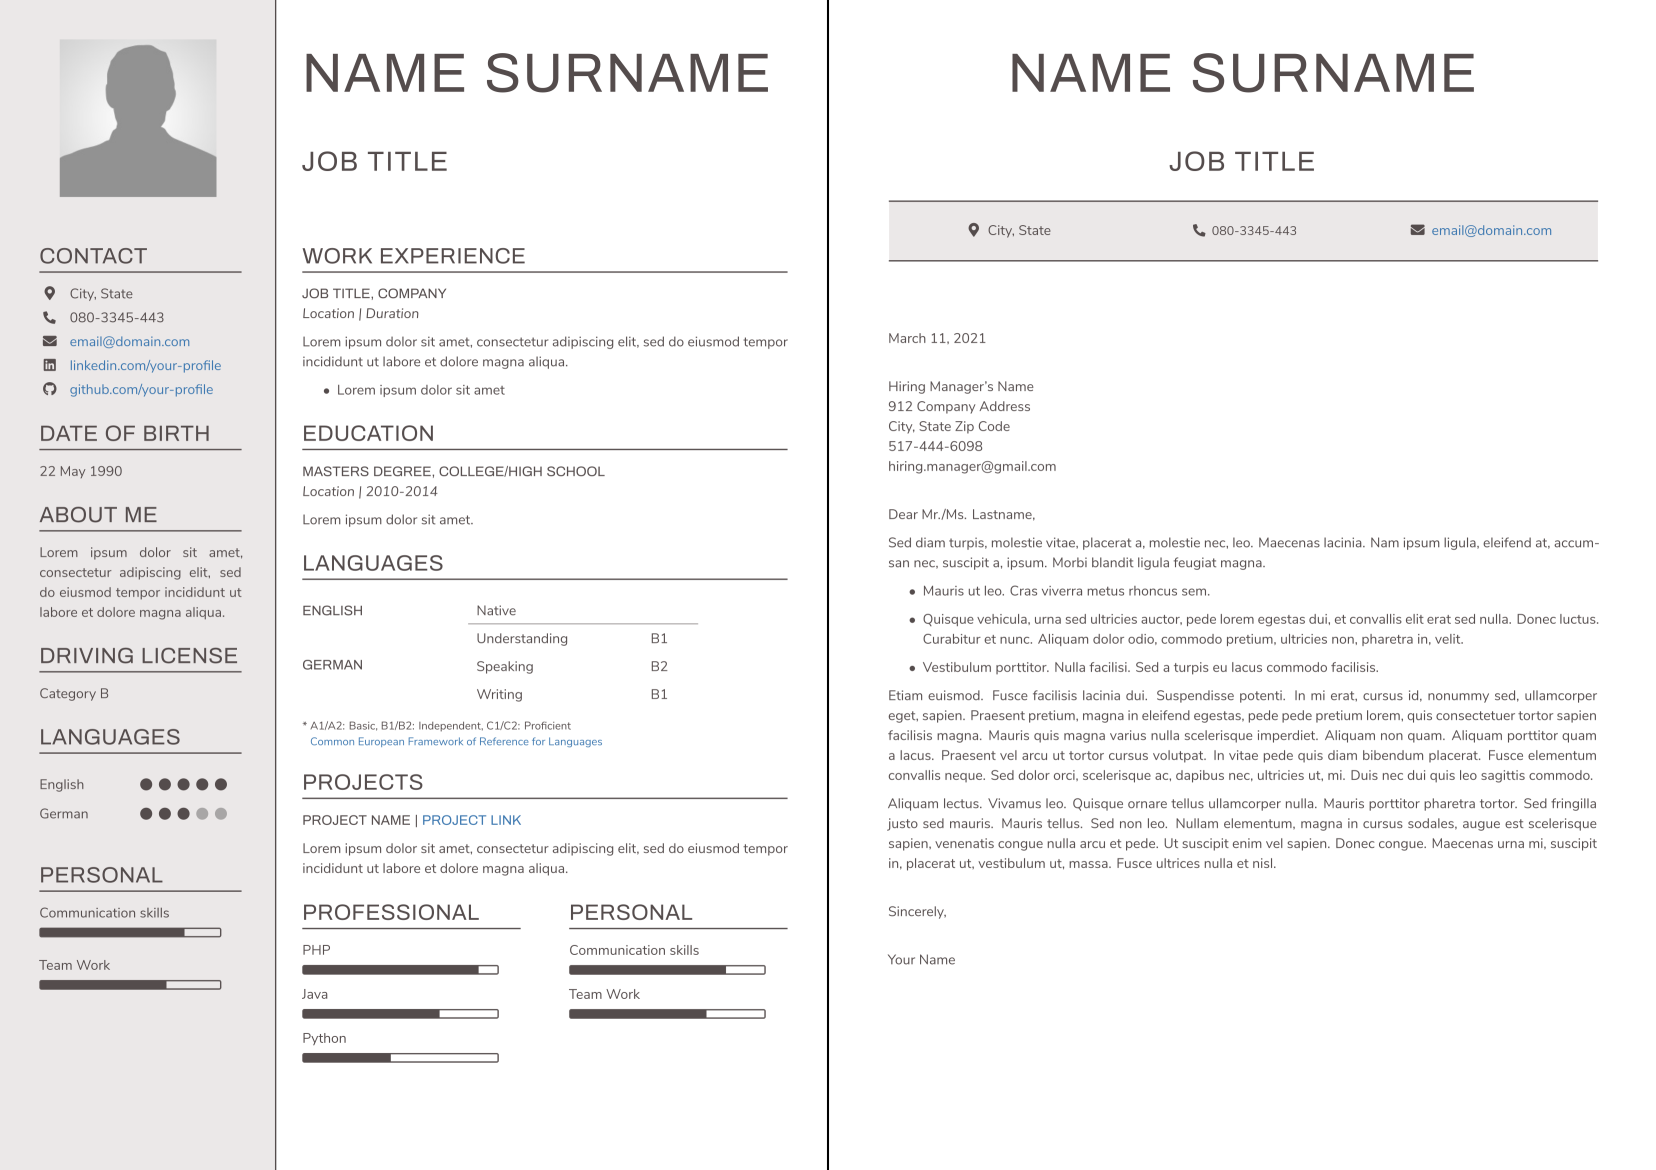 CONTACT
City, State
080-3345-443
email@domain.com
linkedin.com/your-profile
github.com/your-profile
DATE OF BIRTH
22 May 1990
ABOUT ME
Lorem ipsum dolor sit amet,
consectetur adipiscing elit, sed
do eiusmod tempor incididunt ut
labore et dolore magna aliqua.
DRIVING LICENSE
Category B
LANGUAGES
English
German
PERSONAL
Communication skills
Team Work
NAME SURNAME
JOB TITLE
WORK EXPERIENCE
JOB TITLE, COMPANY
Location | Duration
Lorem ipsum dolor sit amet, consectetur adipiscing elit, sed do eiusmod tempor
incididunt ut labore et dolore magna aliqua.
• Lorem ipsum dolor sit amet
EDUCATION
MASTERS DEGREE, COLLEGE/HIGH SCHOOL
Location | 2010-2014
Lorem ipsum dolor sit amet.
LANGUAGES
ENGLISH Native
Understanding B1
GERMAN Speaking B2
Writing B1
* A1/A2: Basic, B1/B2: Independent, C1/C2: Proficient
Common European Framework of Reference for Languages
PROJECTS
PROJECT NAME | PROJECT LINK
Lorem ipsum dolor sit amet, consectetur adipiscing elit, sed do eiusmod tempor
incididunt ut labore et dolore magna aliqua.
PROFESSIONAL
PHP
Java
Python
PERSONAL
Communication skills
Team Work
NAME SURNAME
JOB TITLE
City, State 080-3345-443 email@domain.com
March 11, 2021
Hiring Manager’s Name
912 Company Address
City, State Zip Code
517-444-6098
hiring.manager@gmail.com
Dear Mr./Ms. Lastname,
Sed diam turpis, molestie vitae, placerat a, molestie nec, leo. Maecenas lacinia. Nam ipsum ligula, eleifend at, accum-
san nec, suscipit a, ipsum. Morbi blandit ligula feugiat magna.
• Mauris ut leo. Cras viverra metus rhoncus sem.
• Quisque vehicula, urna sed ultricies auctor, pede lorem egestas dui, et convallis elit erat sed nulla. Donec luctus.
Curabitur et nunc. Aliquam dolor odio, commodo pretium, ultricies non, pharetra in, velit.
• Vestibulum porttitor. Nulla facilisi. Sed a turpis eu lacus commodo facilisis.
Etiam euismod. Fusce facilisis lacinia dui. Suspendisse potenti. In mi erat, cursus id, nonummy sed, ullamcorper
eget, sapien. Praesent pretium, magna in eleifend egestas, pede pede pretium lorem, quis consectetuer tortor sapien
facilisis magna. Mauris quis magna varius nulla scelerisque imperdiet. Aliquam non quam. Aliquam porttitor quam
a lacus. Praesent vel arcu ut tortor cursus volutpat. In vitae pede quis diam bibendum placerat. Fusce elementum
convallis neque. Sed dolor orci, scelerisque ac, dapibus nec, ultricies ut, mi. Duis nec dui quis leo sagittis commodo.
Aliquam lectus. Vivamus leo. Quisque ornare tellus ullamcorper nulla. Mauris porttitor pharetra tortor. Sed fringilla
justo sed mauris. Mauris tellus. Sed non leo. Nullam elementum, magna in cursus sodales, augue est scelerisque
sapien, venenatis congue nulla arcu et pede. Ut suscipit enim vel sapien. Donec congue. Maecenas urna mi, suscipit
in, placerat ut, vestibulum ut, massa. Fusce ultrices nulla et nisl.
Sincerely,
Your Name